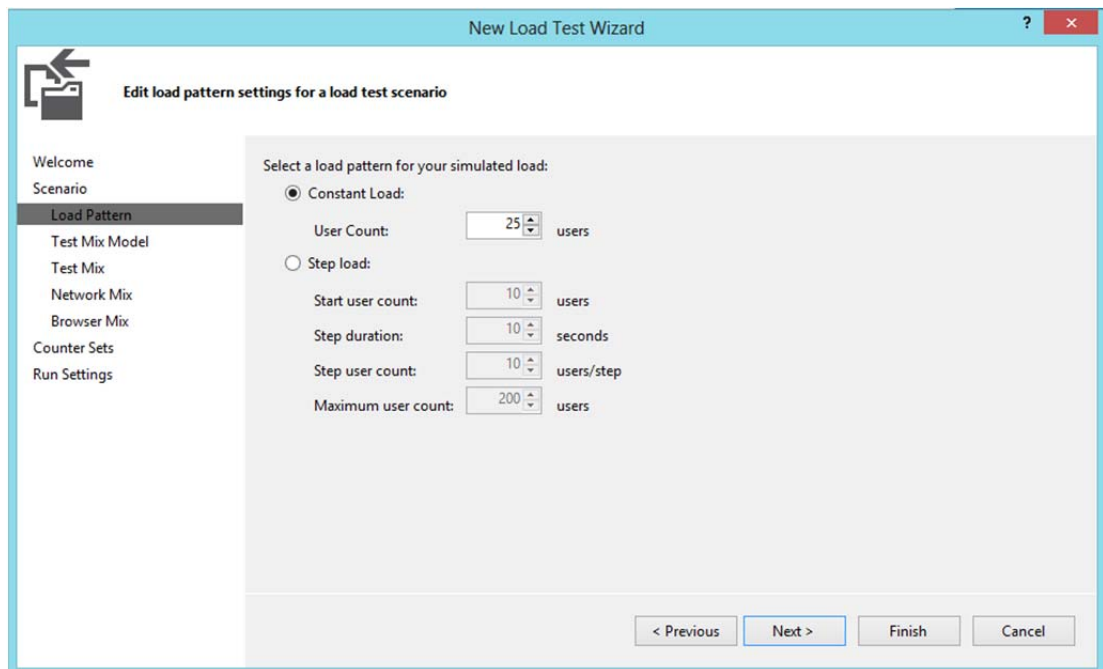 New Load Test Wizard
?
Edit load pattern settings for a load test scenario
Welcome
Scenario
Load Pattern
Test Mix Model
Test Mix
Network Mix
Browser Mix
Counter Sets
Run Settings
Select a load pattern for your simulated load:
Constant Load:
User Count: 25 users
Step load:
Start user count: 10 users
Step duration: 10 seconds
Step user count: 10 users/step
Maximum user count: 200 users
< Previous Next > Finish Cancel